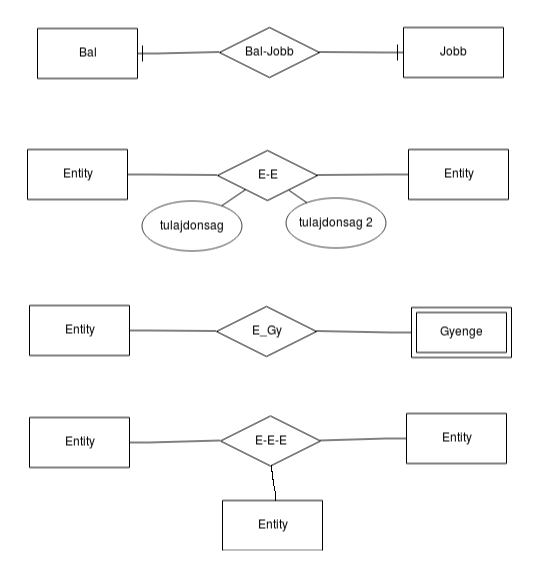 Bal Bal-Jobb Jobb
Entity E-E Entity
tulajdonsag tulajdonsag 2
Entity E_Gy Gyenge
Entity E-E-E Entity
Entity